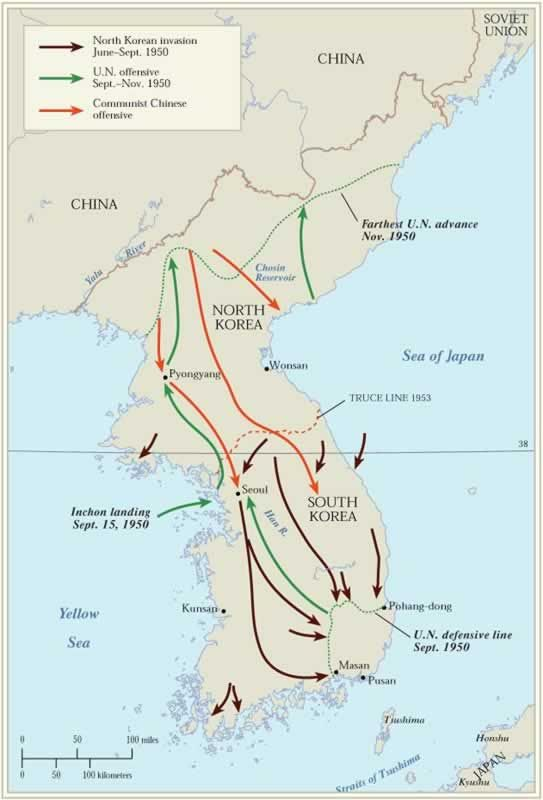 North Korean invasion
June–Sept. 1950
U.N. offensive
Sept.–Nov. 1950
Communist Chinese
offensive
SOVIET
UNION
CHINA
CHINA
Farthest U.N. advance
Nov. 1950
Yalu River
Chosin
Reservoir
NORTH
KOREA
Sea of Japan
Wonsan
Pyongyang
TRUCE LINE 1953
38
Seoul
Inchon landing
Sept. 15, 1950
SOUTH
KOREA
Han R.
Kunsan
Pohang-dong
Yellow
Sea
U.N. defensive line
Sept. 1950
Masan
Pusan
Tsushima
Honshu
JAPAN
Kyushu
Straits of Tsushima
0 50 100 miles
0 50 100 kilometers